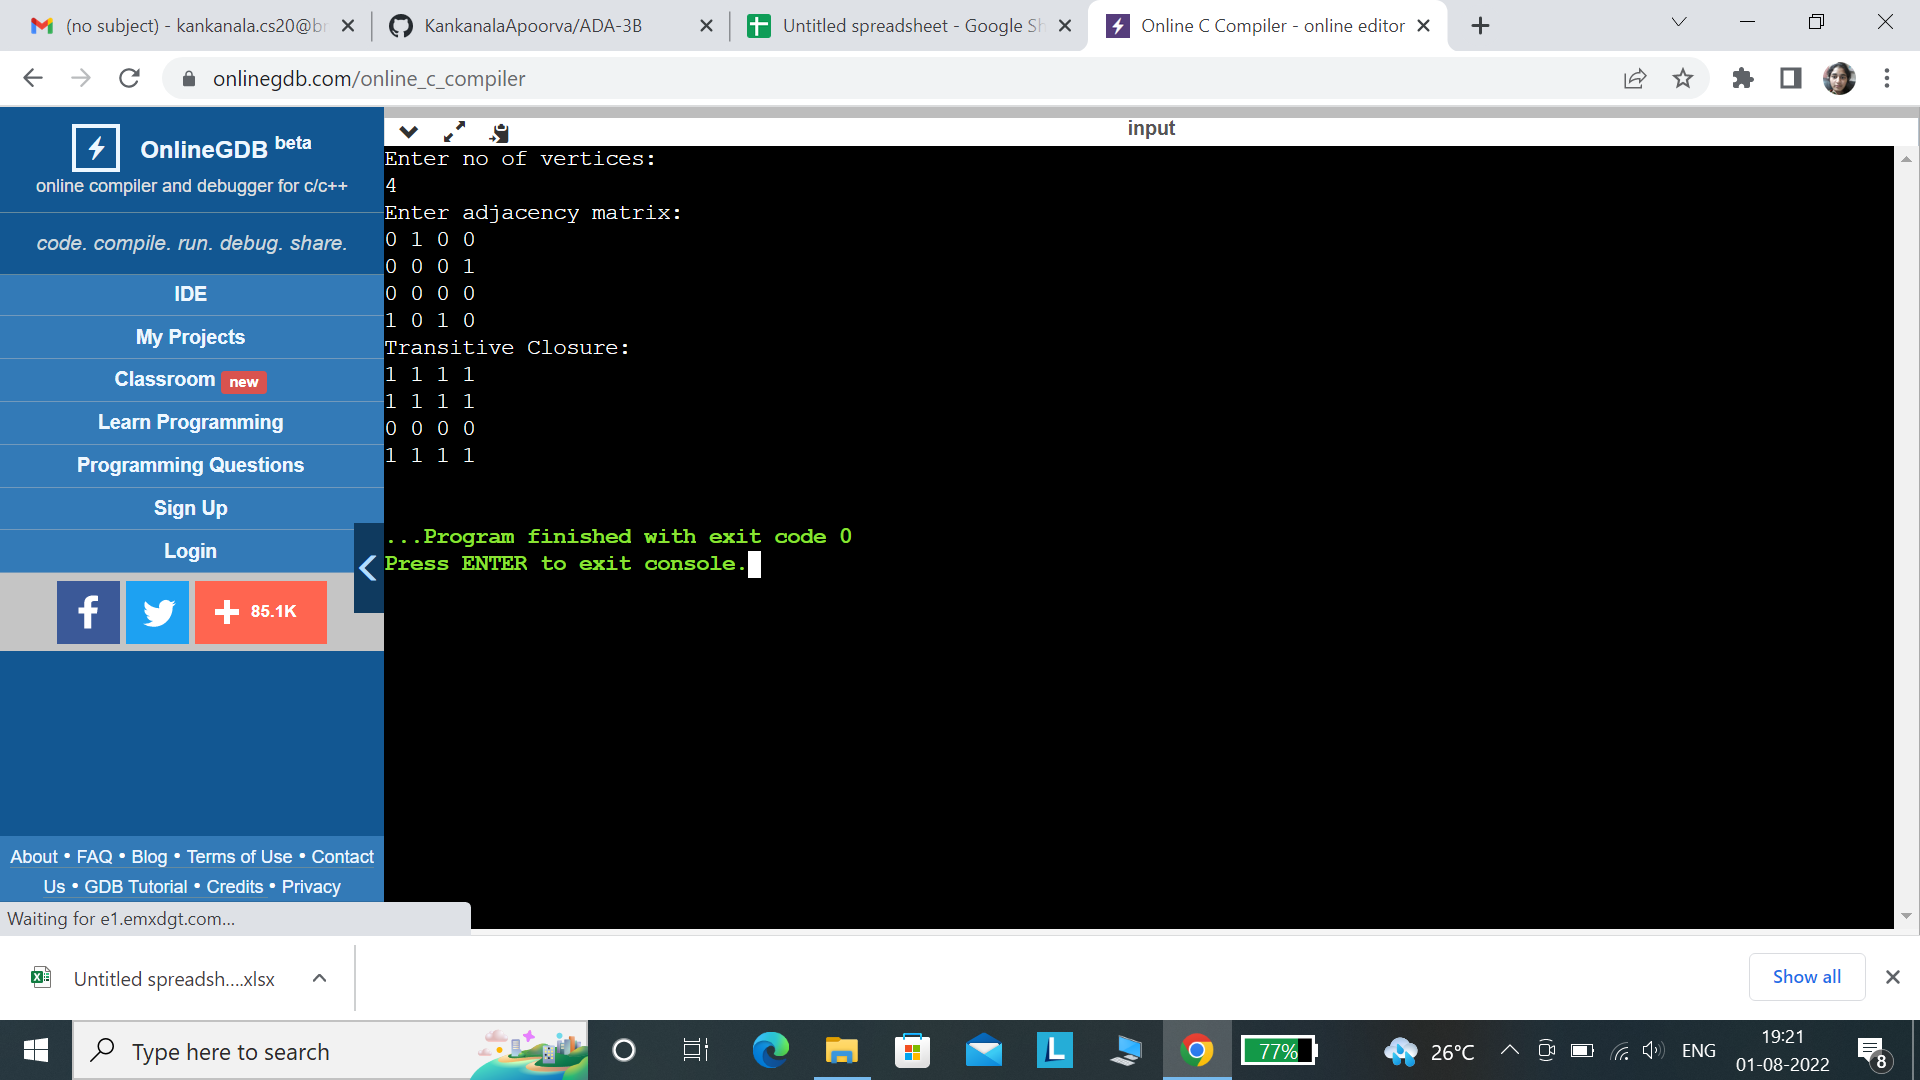 (no subject) - kankanala.cs20@br
KankanalaApoorva/ADA-3B
Untitled spreadsheet - Google Sh
Online C Compiler - online editor
onlinegdb.com/online_c_compiler
OnlineGDB beta
online compiler and debugger for c/c++
code. compile. run. debug. share.
IDE
My Projects
Classroom new
Learn Programming
Programming Questions
Sign Up
Login
85.1K
About • FAQ • Blog • Terms of Use • Contact
Us • GDB Tutorial • Credits • Privacy
Waiting for e1.emxdgt.com...
input
Enter no of vertices:
4
Enter adjacency matrix:
0 1 0 0
0 0 0 1
0 0 0 0
1 0 1 0
Transitive Closure:
1 1 1 1
1 1 1 1
0 0 0 0
1 1 1 1
...Program finished with exit code 0
Press ENTER to exit console.
Untitled spreadsh....xlsx
Show all
Type here to search
77%
26°C
ENG
19:21
01-08-2022
8